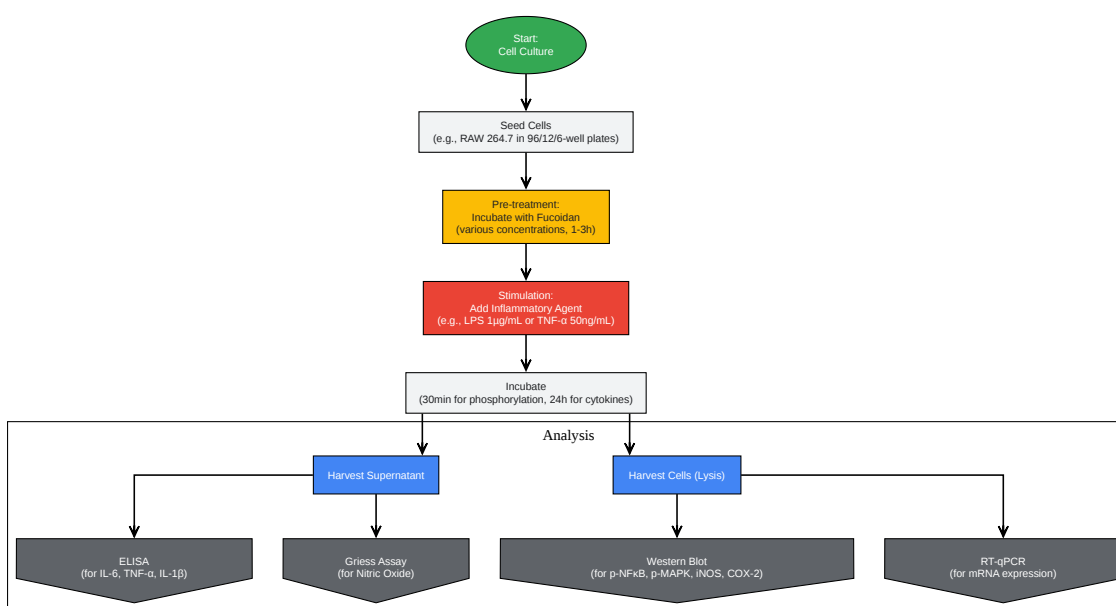 Start:
Cell Culture
Seed Cells
(e.g., RAW 264.7 in 96/12/6-well plates)
Pre-treatment:
Incubate with Fucoidan
(various concentrations, 1-3h)
Stimulation:
Add Inflammatory Agent
(e.g., LPS 1μg/mL or TNF-α 50ng/mL)
Incubate
(30min for phosphorylation, 24h for cytokines)
Analysis
Harvest Supernatant
Harvest Cells (Lysis)
ELISA
(for IL-6, TNF-α, IL-1β)
Griess Assay
(for Nitric Oxide)
Western Blot
(for p-NFκB, p-MAPK, iNOS, COX-2)
RT-qPCR
(for mRNA expression)